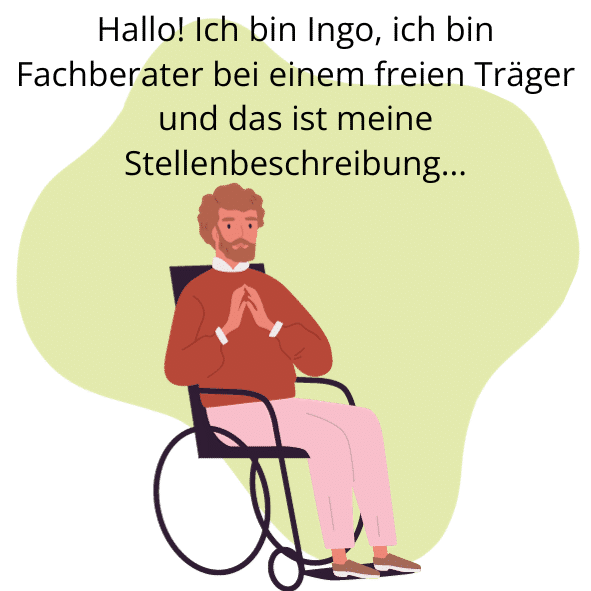 Hallo! Ich bin Ingo, ich bin
Fachberater bei einem freien Träger
und das ist meine
Stellenbeschreibung...